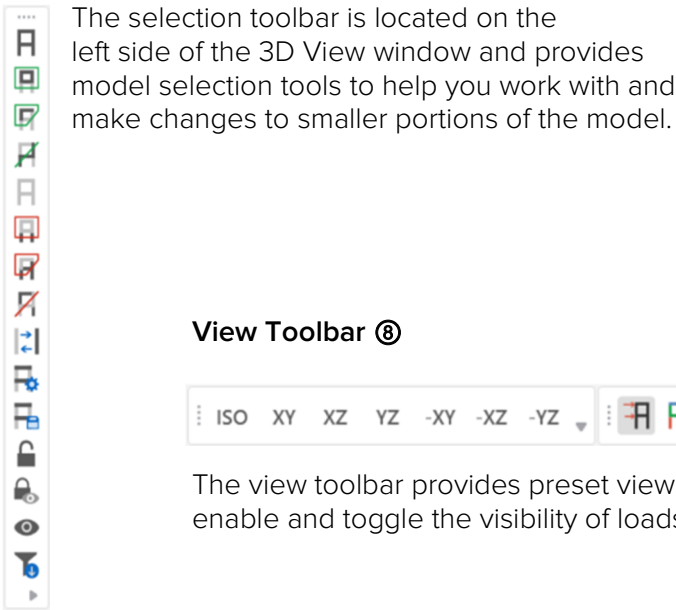 The selection toolbar is located on the
left side of the 3D View window and provides
model selection tools to help you work with and
make changes to smaller portions of the model.
View Toolbar ⑧
ISO XY XZ YZ -XY -XZ -YZ
The view toolbar provides preset view
enable and toggle the visibility of loads